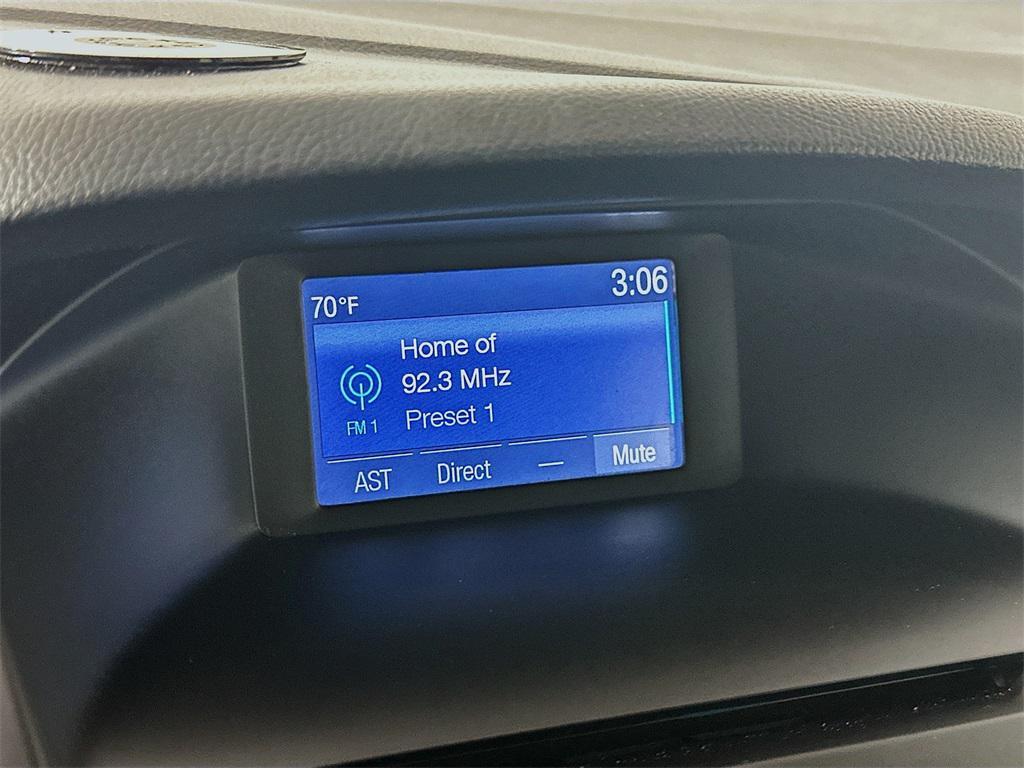 70°F 3:06
Home of
92.3 MHz
FM 1 Preset 1
AST Direct — Mute